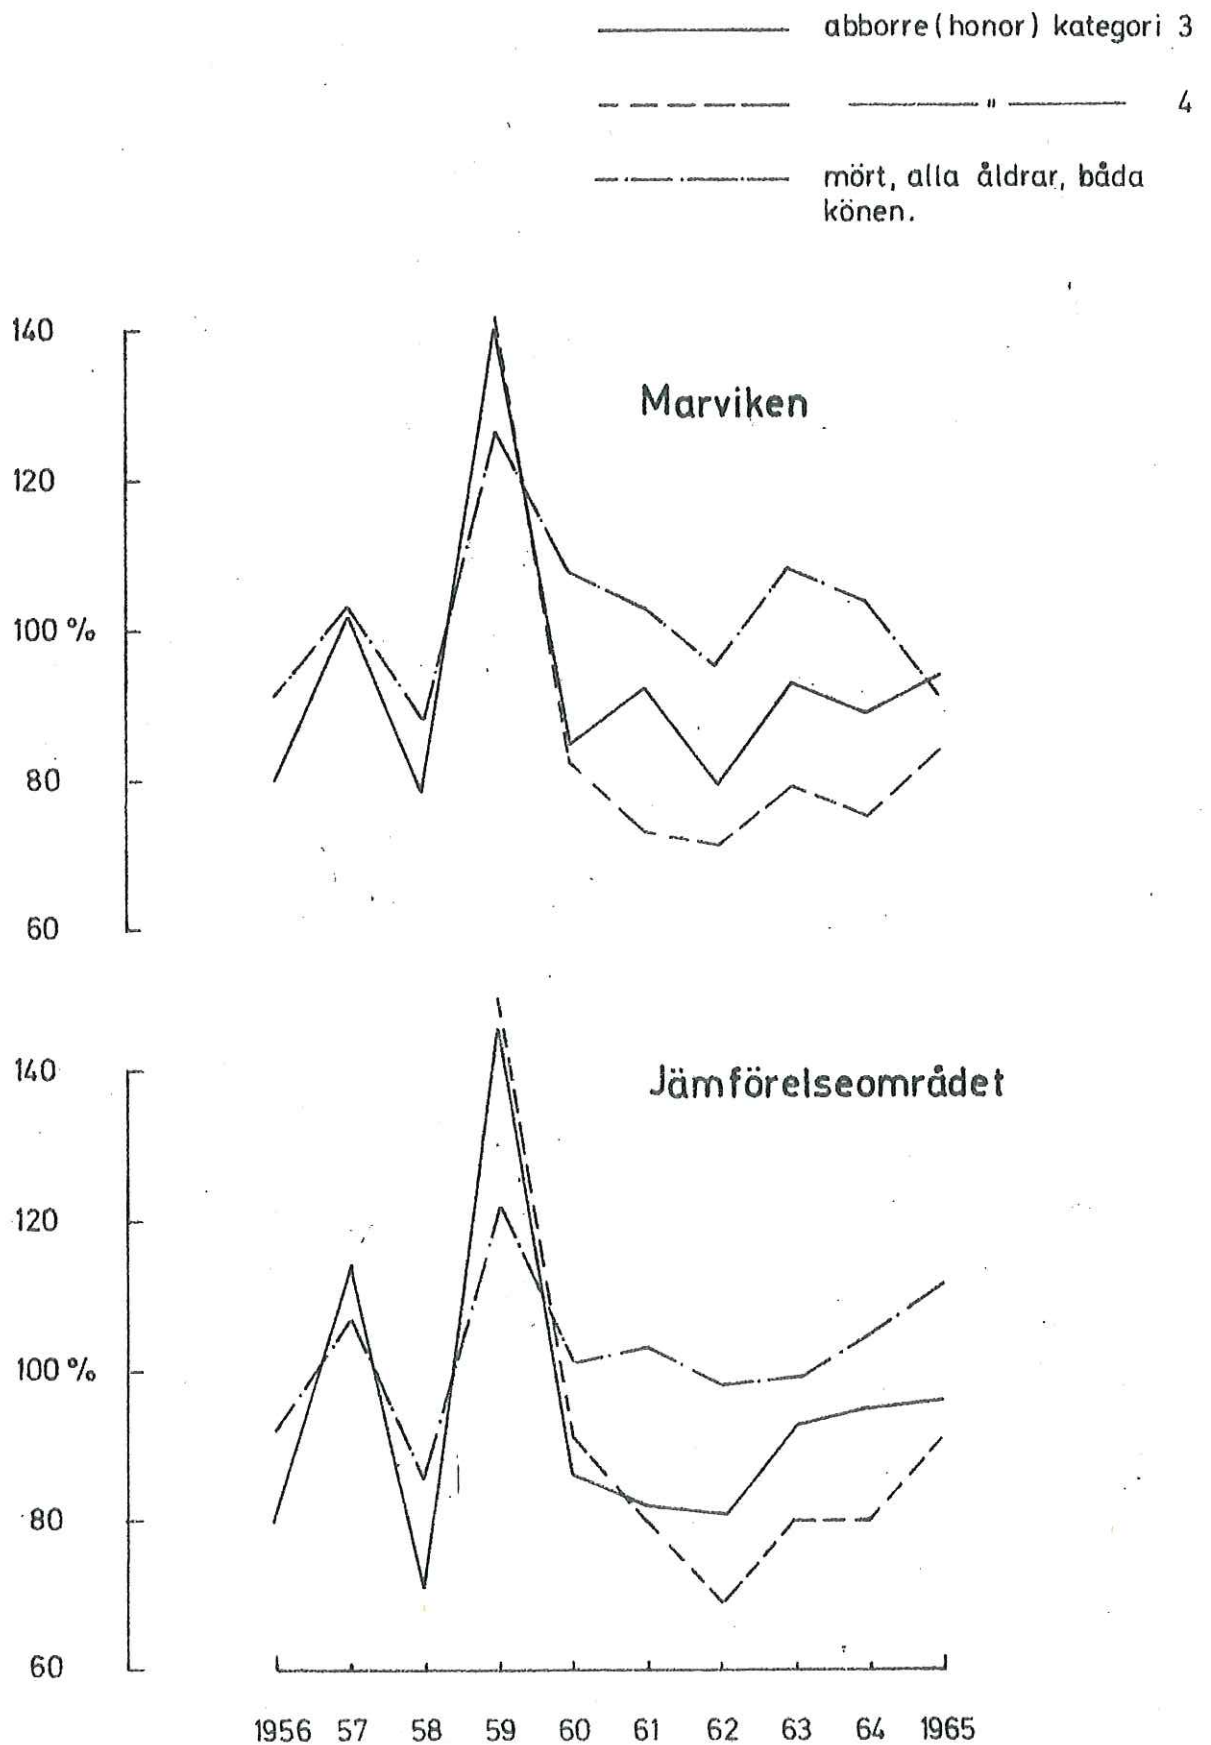 abborre (honor) kategori 3
" 4
mört, alla åldrar, båda
könen.
140
Marviken
120
100 %
80
60
140
Jämförelseområdet
120
100 %
80
60
1956 57 58 59 60 61 62 63 64 1965